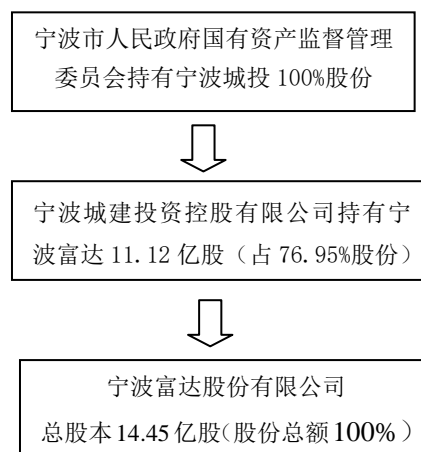 宁波市人民政府国有资产监督管理
委员会持有宁波城投 100%股份
宁波城建投资控股有限公司持有宁
波富达 11.12 亿股（占 76.95%股份）
宁波富达股份有限公司
总股本 14.45 亿股（股份总额 100%）